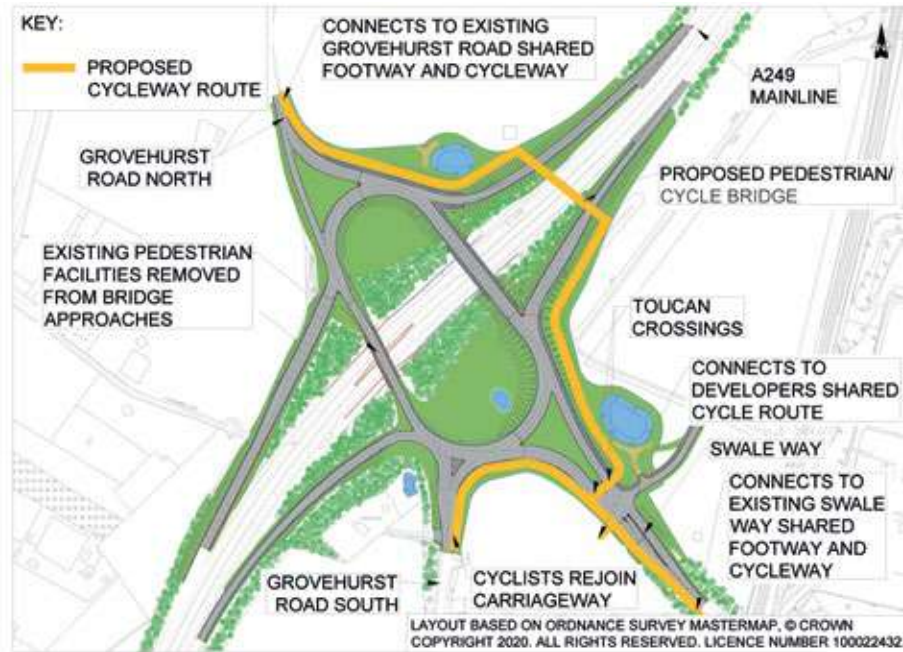 KEY:
PROPOSED
CYCLEWAY ROUTE
CONNECTS TO EXISTING
GROVEHURST ROAD SHARED
FOOTWAY AND CYCLEWAY
A249
MAINLINE
GROVEHURST
ROAD NORTH
PROPOSED PEDESTRIAN/
CYCLE BRIDGE
EXISTING PEDESTRIAN
FACILITIES REMOVED
FROM BRIDGE
APPROACHES
TOUCAN
CROSSINGS
CONNECTS TO
DEVELOPERS SHARED
CYCLE ROUTE
SWALE WAY
CONNECTS TO
EXISTING SWALE
WAY SHARED
FOOTWAY AND
CYCLEWAY
GROVEHURST
ROAD SOUTH
CYCLISTS REJOIN
CARRIAGEWAY
LAYOUT BASED ON ORDNANCE SURVEY MASTERMAP, © CROWN
COPYRIGHT 2020. ALL RIGHTS RESERVED. LICENCE NUMBER 100022432